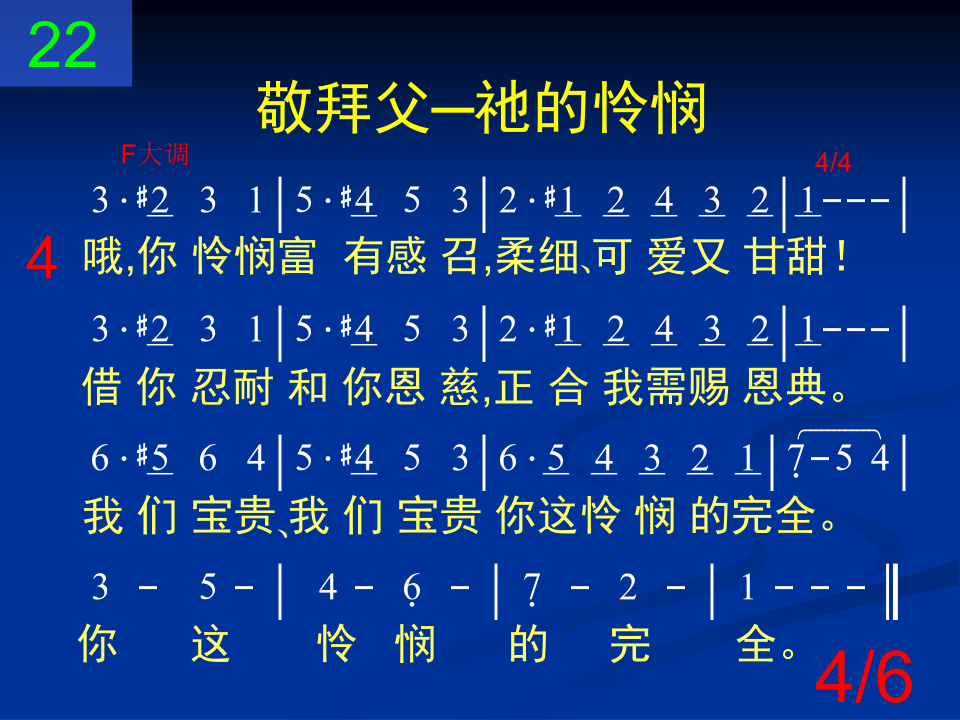 22
敬拜父─祂的怜悯
F大调
4/4
3·#2 3 1│5·#4 5 3│2·#1 2 4 3 2│1---│
4
哦,你 怜悯富 有感 召,柔细、可 爱又 甘甜！
3·#2 3 1│5·#4 5 3│2·#1 2 4 3 2│1---│
借 你 忍耐 和 你恩 慈,正 合 我需赐 恩典。
6·#5 6 4│5·#4 5 3│6·5 4 3 2 1│7̣-5 4│
我 们 宝贵、我 们 宝贵 你这怜 悯 的完全。
3 - 5 -│4 - 6̣ -│7̣ - 2 -│1 - - -‖
你 这 怜 悯 的 完 全。
4/6